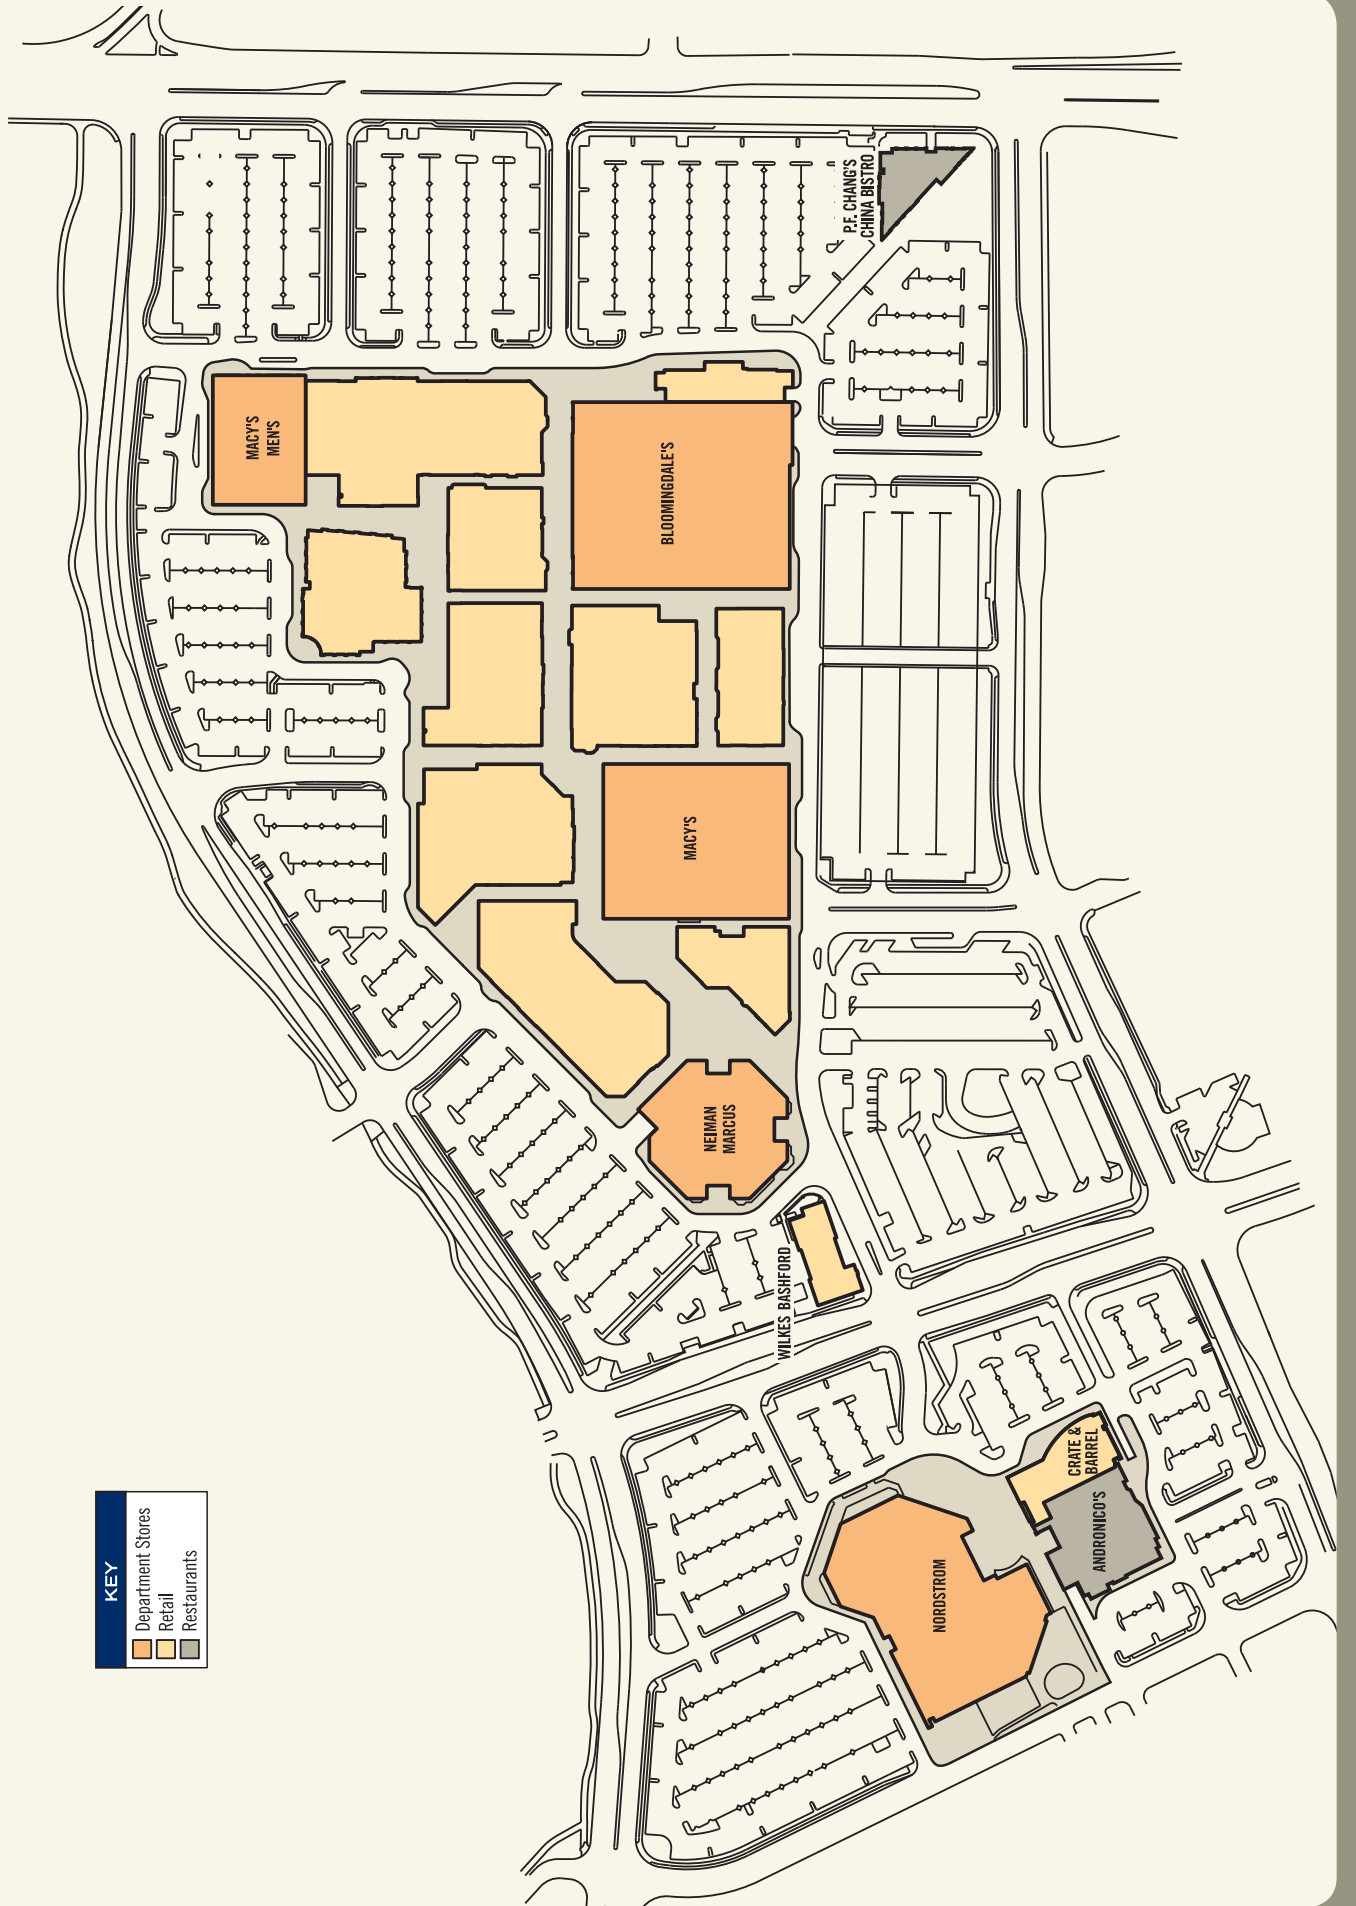 P.F. CHANG'S
CHINA BISTRO
MACY'S
MEN'S
BLOOMINGDALE'S
MACY'S
NEIMAN
MARCUS
WILKES BASHFORD
CRATE &
BARREL
ANDRONICO'S
NORDSTROM
KEY
Department Stores
Retail
Restaurants